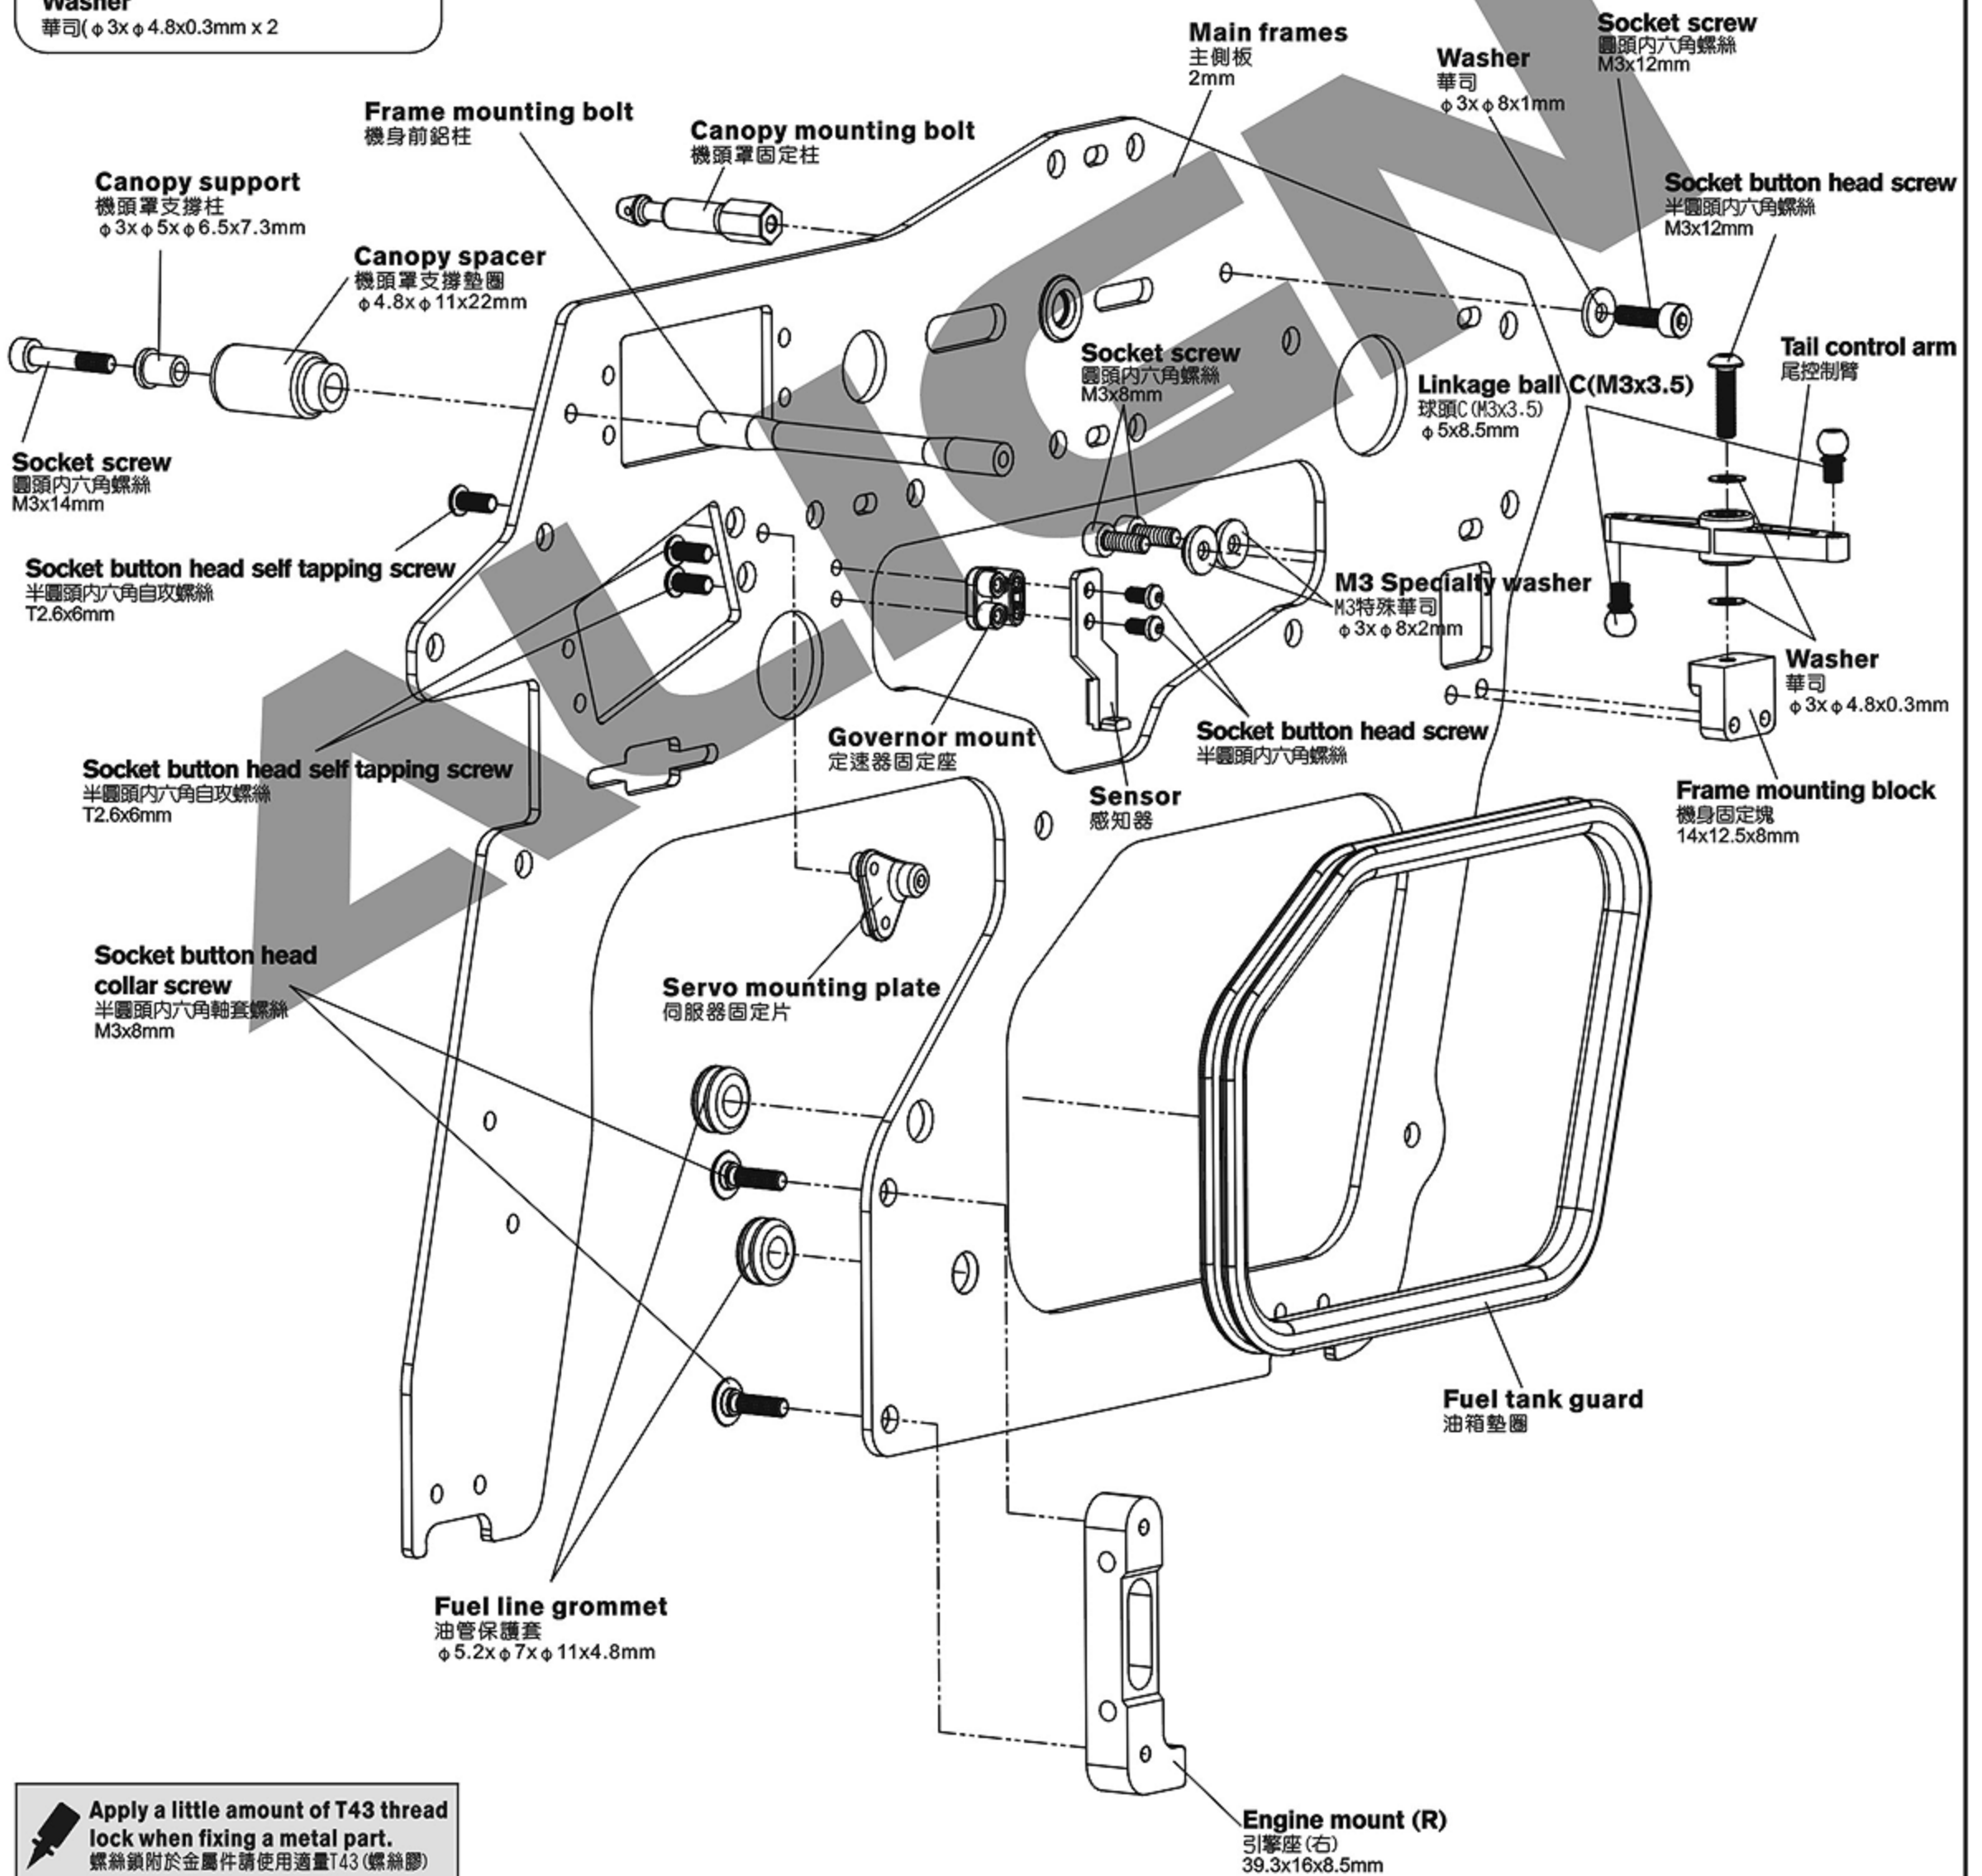 Washer
華司(φ3xφ4.8x0.3mm x 2
Main frames
主側板
2mm
Socket screw
圓頭内六角螺絲
M3x12mm
Washer
華司
φ3xφ8x1mm
Frame mounting bolt
機身前鋁柱
Canopy mounting bolt
機頭罩固定柱
Canopy support
機頭罩支撐柱
φ3xφ5xφ6.5x7.3mm
Socket button head screw
半圓頭内六角螺絲
M3x12mm
Canopy spacer
機頭罩支撐墊圈
φ4.8xφ11x22mm
Socket screw
圓頭内六角螺絲
M3x8mm
Tail control arm
尾控制臂
Linkage ball C(M3x3.5)
球頭C(M3x3.5)
φ5x8.5mm
Socket screw
圓頭内六角螺絲
M3x14mm
Socket button head self tapping screw
半圓頭内六角自攻螺絲
T2.6x6mm
M3 Specialty washer
M3特殊華司
φ3xφ8x2mm
Washer
華司
φ3xφ4.8x0.3mm
Governor mount
定速器固定座
Socket button head screw
半圓頭内六角螺絲
Socket button head self tapping screw
半圓頭内六角自攻螺絲
T2.6x6mm
Sensor
感知器
Frame mounting block
機身固定塊
14x12.5x8mm
Socket button head
collar screw
半圓頭内六角軸套螺絲
M3x8mm
Servo mounting plate
伺服器固定片
Fuel tank guard
油箱墊圈
Fuel line grommet
油管保護套
φ5.2xφ7xφ11x4.8mm
Engine mount (R)
引擎座(右)
39.3x16x8.5mm
Apply a little amount of T43 thread
lock when fixing a metal part.
螺絲鎖附於金屬件請使用適量T43(螺絲膠)
ALIGN